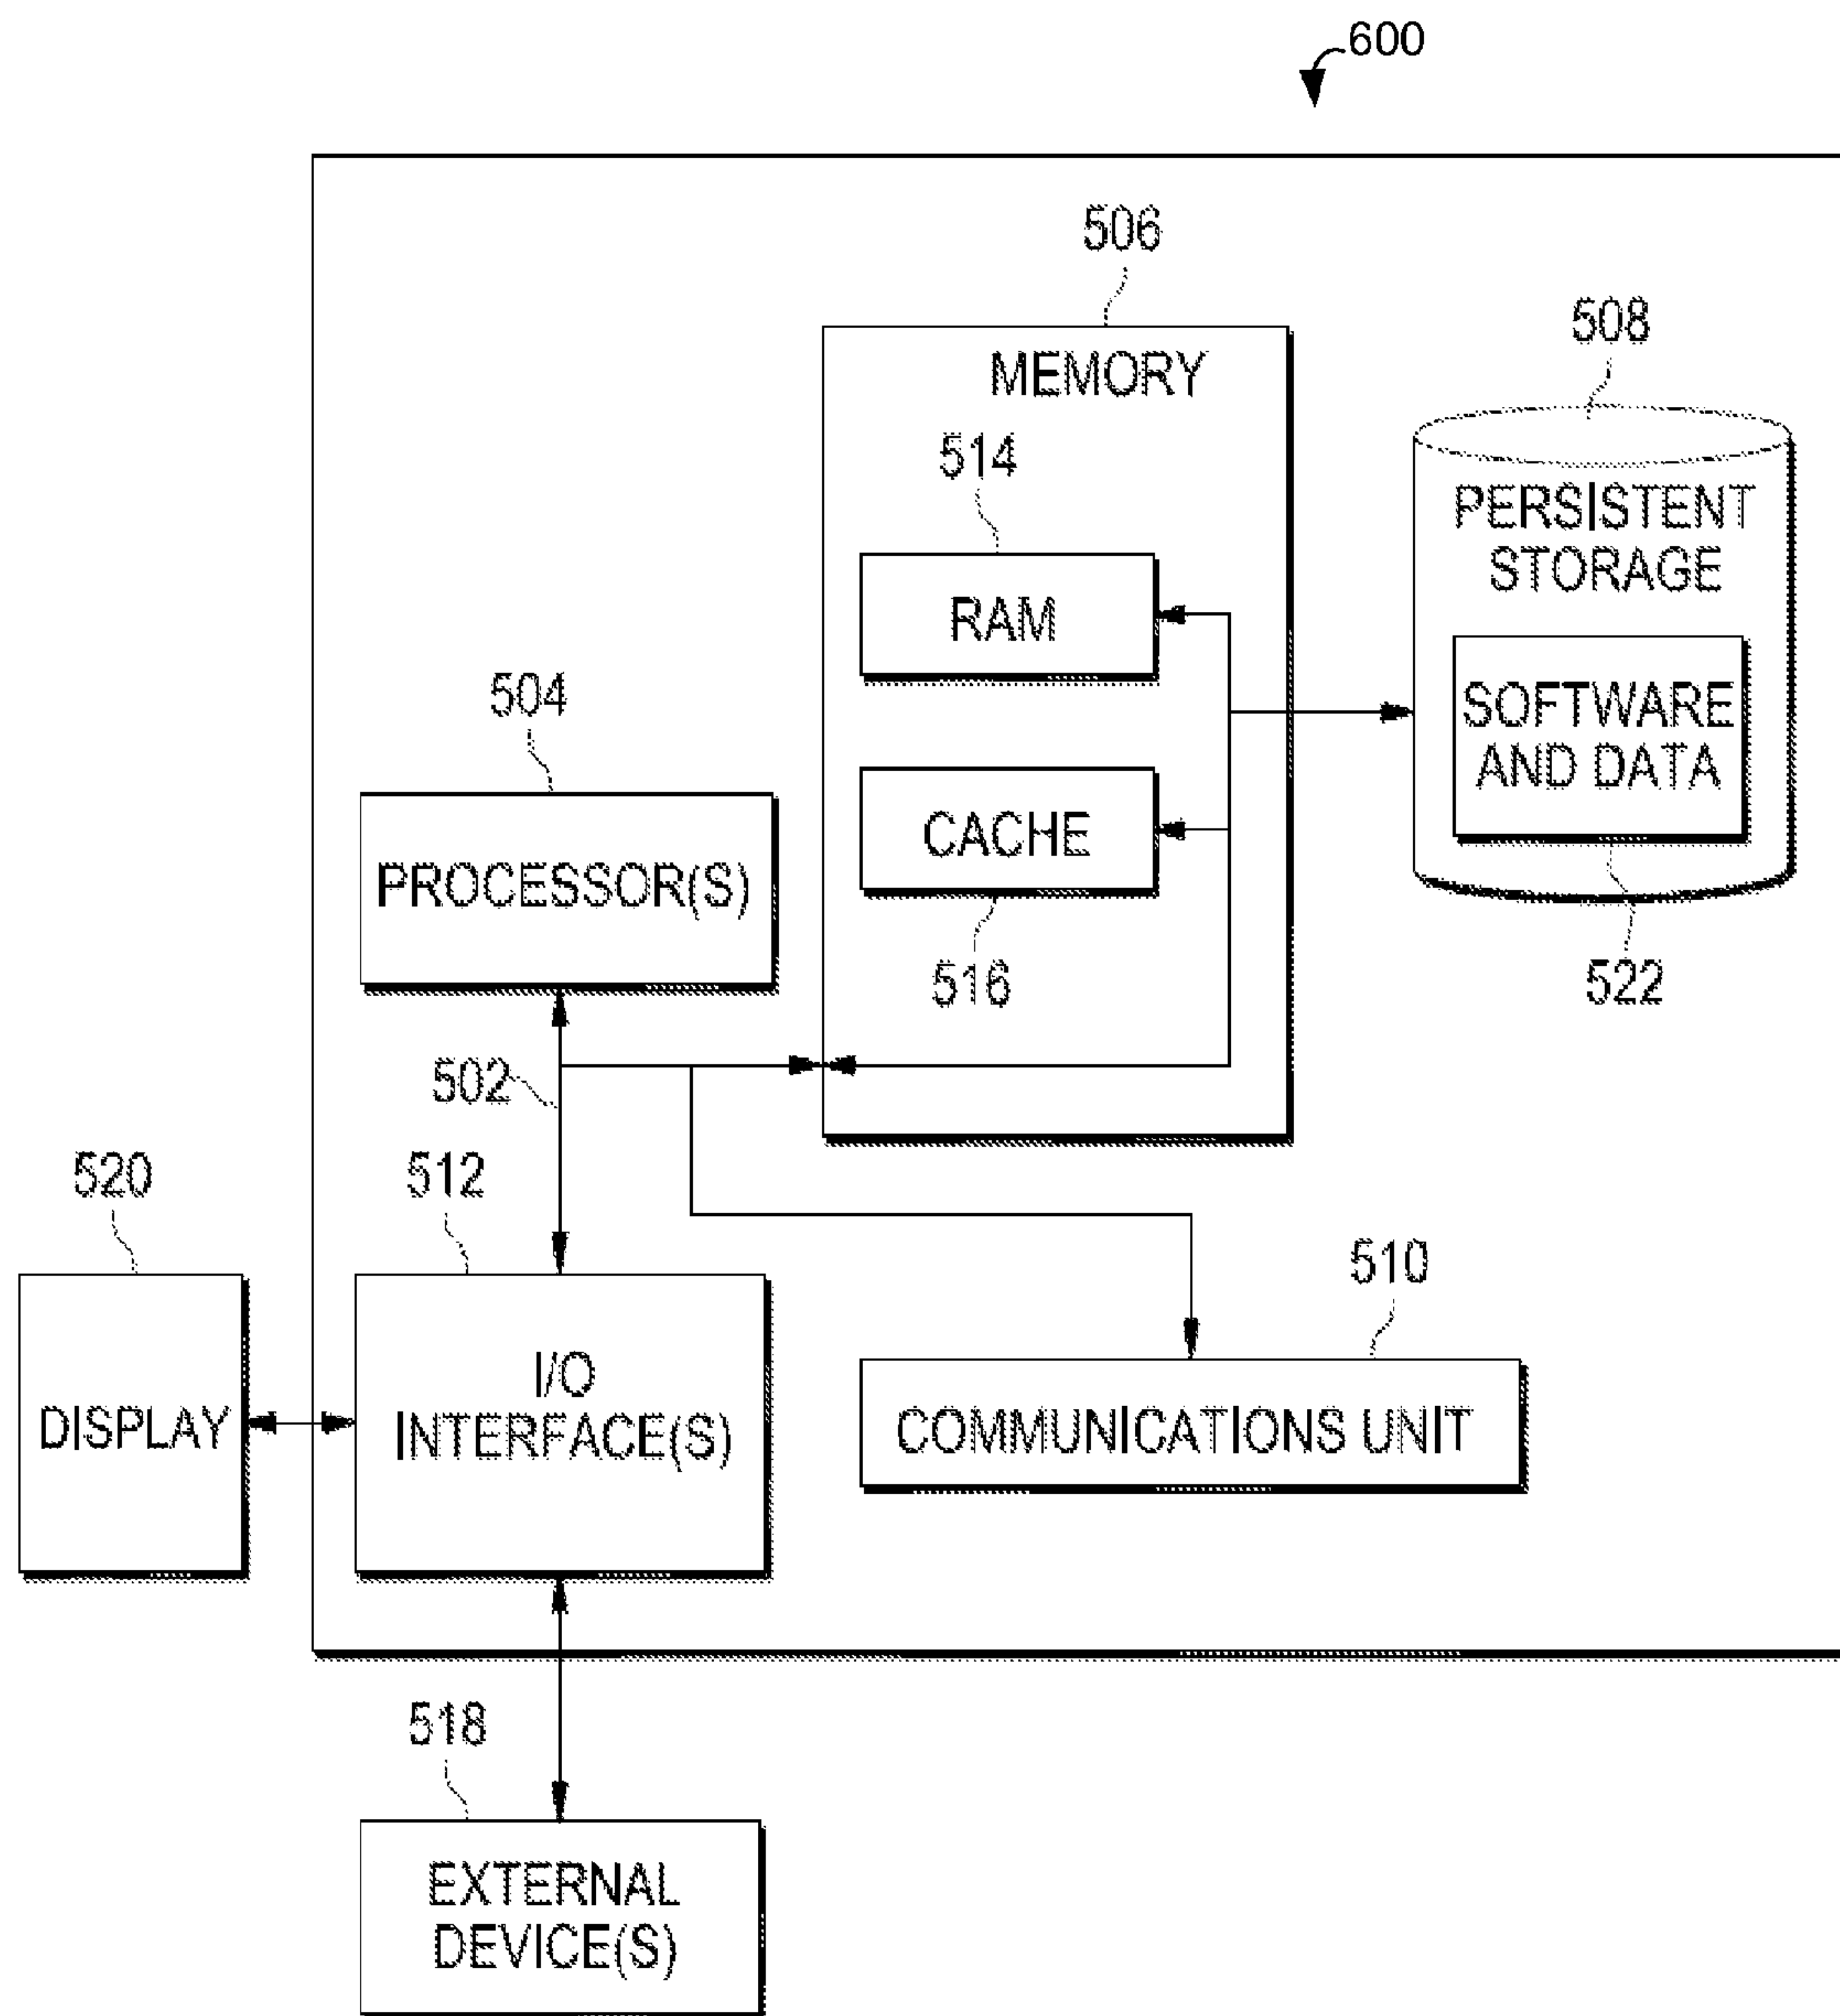 600
506
MEMORY
508
514
PERSISTENT
STORAGE
RAM
504
SOFTWARE
AND DATA
CACHE
PROCESSOR(S)
516
522
502
520
512
510
I/O
INTERFACE(S)
DISPLAY
COMMUNICATIONS UNIT
518
EXTERNAL
DEVICE(S)